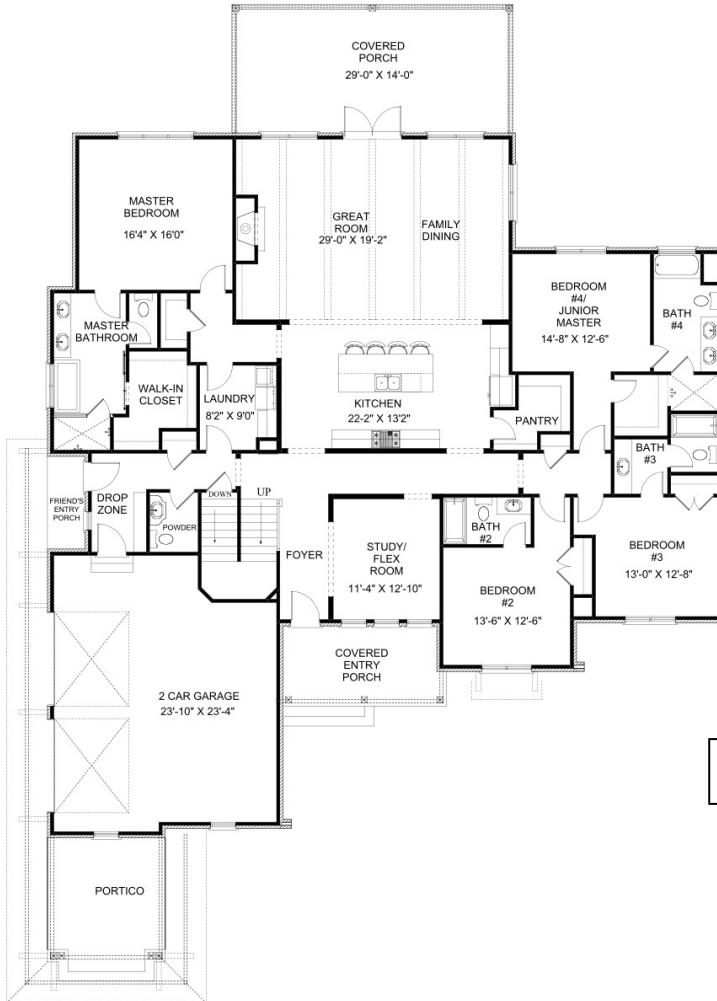 COVERED
PORCH
29'-0" X 14'-0"
MASTER
BEDROOM
16'4" X 16'0"
GREAT
ROOM
29'-0" X 19'-2"
FAMILY
DINING
BEDROOM
#4/
JUNIOR
MASTER
14'-8" X 12'-6"
BATH
#4
MASTER
BATHROOM
WALK-IN
CLOSET
LAUNDRY
8'2" X 9'0"
KITCHEN
22'-2" X 13'2"
PANTRY
BATH
#3
FRIEND'S
ENTRY
PORCH
DROP
ZONE
POWDER
DOWN
UP
FOYER
STUDY/
FLEX
ROOM
11'-4" X 12'-10"
BATH
#2
BEDROOM
#2
13'-6" X 12'-6"
BEDROOM
#3
13'-0" X 12'-8"
COVERED
ENTRY
PORCH
2 CAR GARAGE
23'-10" X 23'-4"
PORTICO